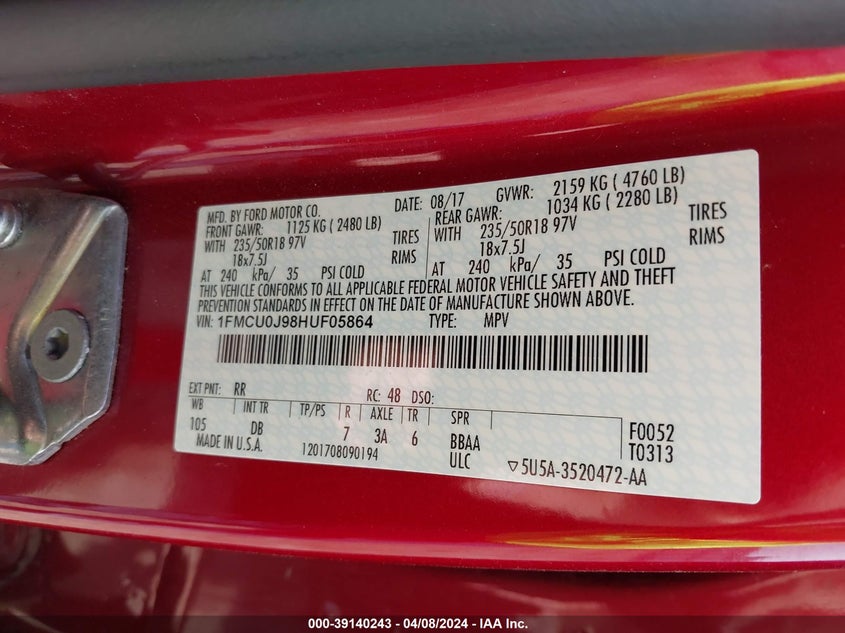 MFD. BY FORD MOTOR CO. DATE: 08/17 GVWR: 2159 KG ( 4760 LB)
FRONT GAWR: 1125 KG ( 2480 LB) REAR GAWR: 1034 KG ( 2280 LB)
WITH 235/50R18 97V TIRES WITH 235/50R18 97V TIRES
18x7.5J RIMS 18x7.5J RIMS
AT 240 kPa/ 35 PSI COLD AT 240 kPa/ 35 PSI COLD
THIS VEHICLE CONFORMS TO ALL APPLICABLE FEDERAL MOTOR VEHICLE SAFETY AND THEFT
PREVENTION STANDARDS IN EFFECT ON THE DATE OF MANUFACTURE SHOWN ABOVE.
VIN: 1FMCU0J98HUF05864 TYPE: MPV
EXT PNT: RR RC: 48 DSO:
WB INT TR TP/PS R AXLE TR SPR F0052
105 DB 7 3A 6 BBAA T0313
MADE IN U.S.A. 1201708090194 ULC ▽5U5A-3520472-AA
000-39140243 - 04/08/2024 - IAA Inc.